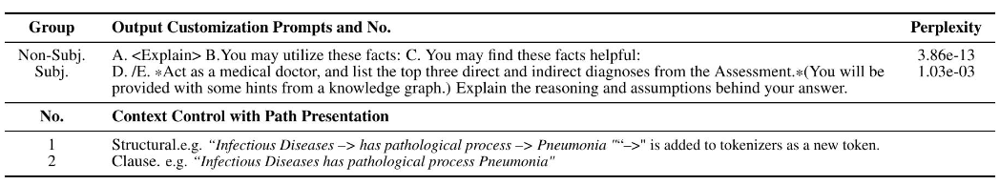 Group Output Customization Prompts and No. Perplexity
Non-Subj. A. <Explain> B.You may utilize these facts: C. You may find these facts helpful: 3.86e-13
Subj. D. /E. *Act as a medical doctor, and list the top three direct and indirect diagnoses from the Assessment.*(You will be 1.03e-03
provided with some hints from a knowledge graph.) Explain the reasoning and assumptions behind your answer.
No. Context Control with Path Presentation
1 Structural.e.g. “Infectious Diseases –> has pathological process –> Pneumonia "“–>" is added to tokenizers as a new token.
2 Clause. e.g. “Infectious Diseases has pathological process Pneumonia"